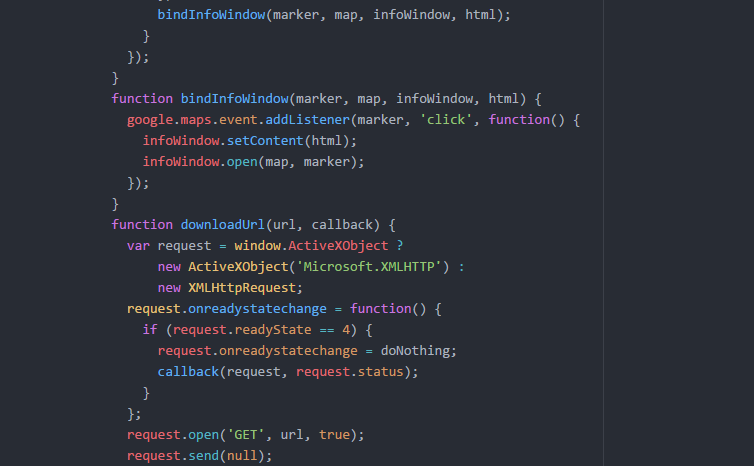 bindInfoWindow(marker, map, infoWindow, html);
}
});
}
function bindInfoWindow(marker, map, infoWindow, html) {
google.maps.event.addListener(marker, 'click', function() {
infoWindow.setContent(html);
infoWindow.open(map, marker);
});
}
function downloadUrl(url, callback) {
var request = window.ActiveXObject ?
new ActiveXObject('Microsoft.XMLHTTP') :
new XMLHttpRequest;
request.onreadystatechange = function() {
if (request.readyState == 4) {
request.onreadystatechange = doNothing;
callback(request, request.status);
}
};
request.open('GET', url, true);
request.send(null);